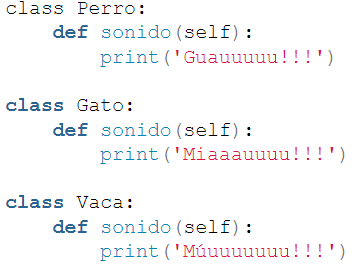 class Perro:
    def sonido(self):
        print('Guauuuuu!!!')
class Gato:
    def sonido(self):
        print('Miaaauuuu!!!')
class Vaca:
    def sonido(self):
        print('Múuuuuuuu!!!')